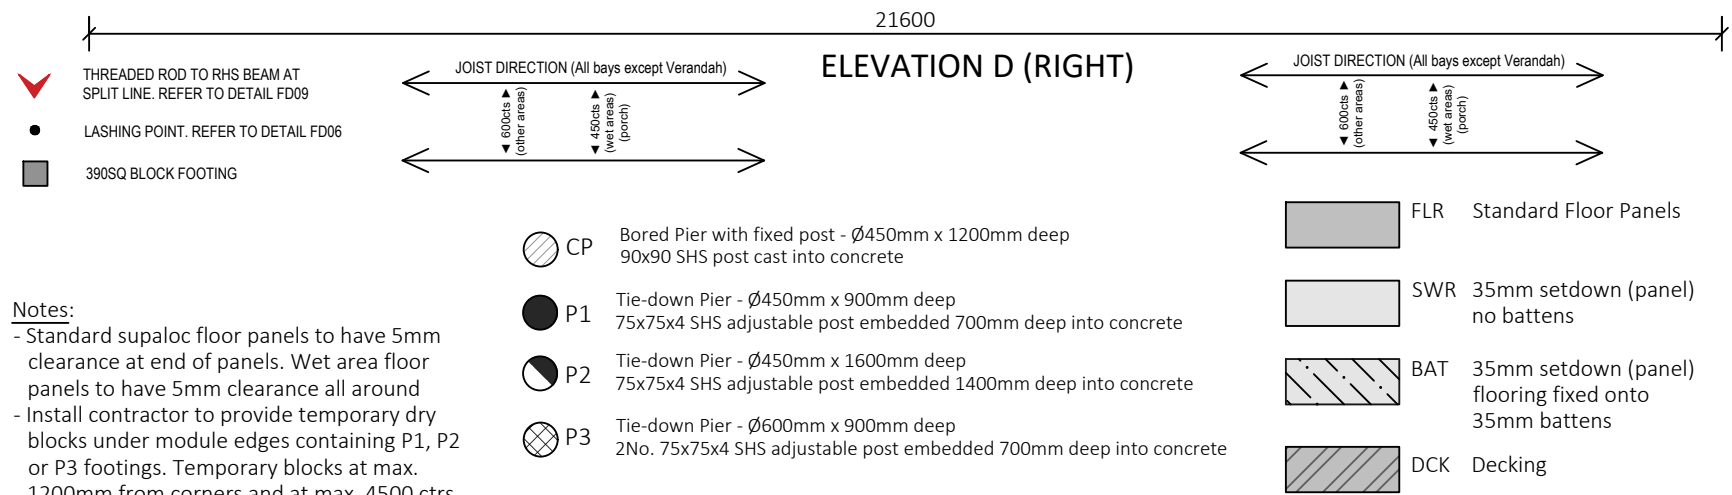 21600
ELEVATION D (RIGHT)
THREADED ROD TO RHS BEAM AT
SPLIT LINE. REFER TO DETAIL FD09
LASHING POINT. REFER TO DETAIL FD06
390SQ BLOCK FOOTING
JOIST DIRECTION (All bays except Verandah)
◄ 600cts ►
(other areas)
◄ 450cts ►
(wet areas)
(porch)
JOIST DIRECTION (All bays except Verandah)
◄ 600cts ►
(other areas)
◄ 450cts ►
(wet areas)
(porch)
CP
Bored Pier with fixed post - Ø450mm x 1200mm deep
90x90 SHS post cast into concrete
P1
Tie-down Pier - Ø450mm x 900mm deep
75x75x4 SHS adjustable post embedded 700mm deep into concrete
P2
Tie-down Pier - Ø450mm x 1600mm deep
75x75x4 SHS adjustable post embedded 1400mm deep into concrete
P3
Tie-down Pier - Ø600mm x 900mm deep
2No. 75x75x4 SHS adjustable post embedded 700mm deep into concrete
FLR Standard Floor Panels
SWR 35mm setdown (panel)
no battens
BAT 35mm setdown (panel)
flooring fixed onto
35mm battens
DCK Decking
Notes:
- Standard supaloc floor panels to have 5mm
clearance at end of panels. Wet area floor
panels to have 5mm clearance all around
- Install contractor to provide temporary dry
blocks under module edges containing P1, P2
or P3 footings. Temporary blocks at max.
1200mm from corners and at max. 4500 ctrs